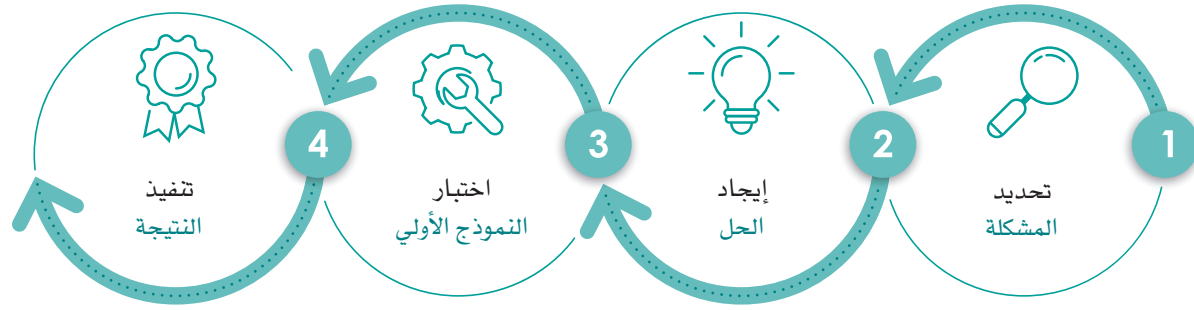 1
تحديد
المشكلة
2
إيجاد
الحل
3
اختبار
النموذج الأولي
4
تنفيذ
النتيجة